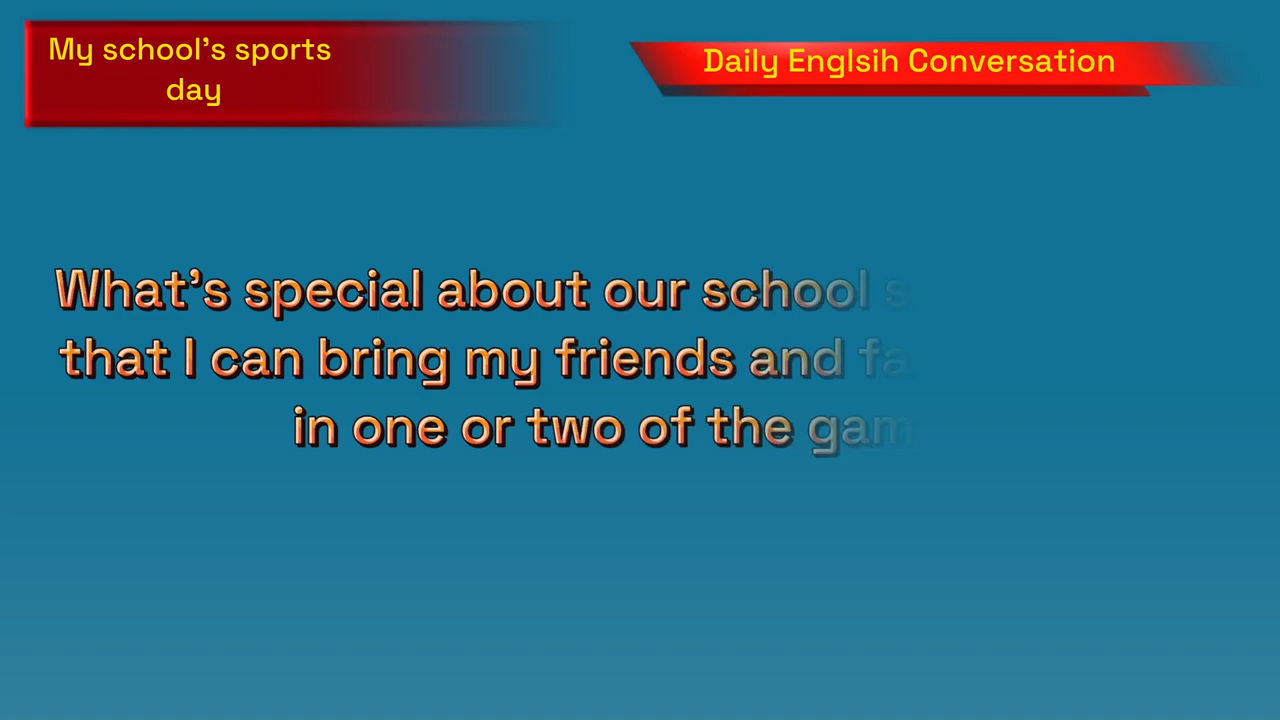 My school's sports
day
Daily Englsih Conversation
What's special about our school
that I can bring my friends and
in one or two of the